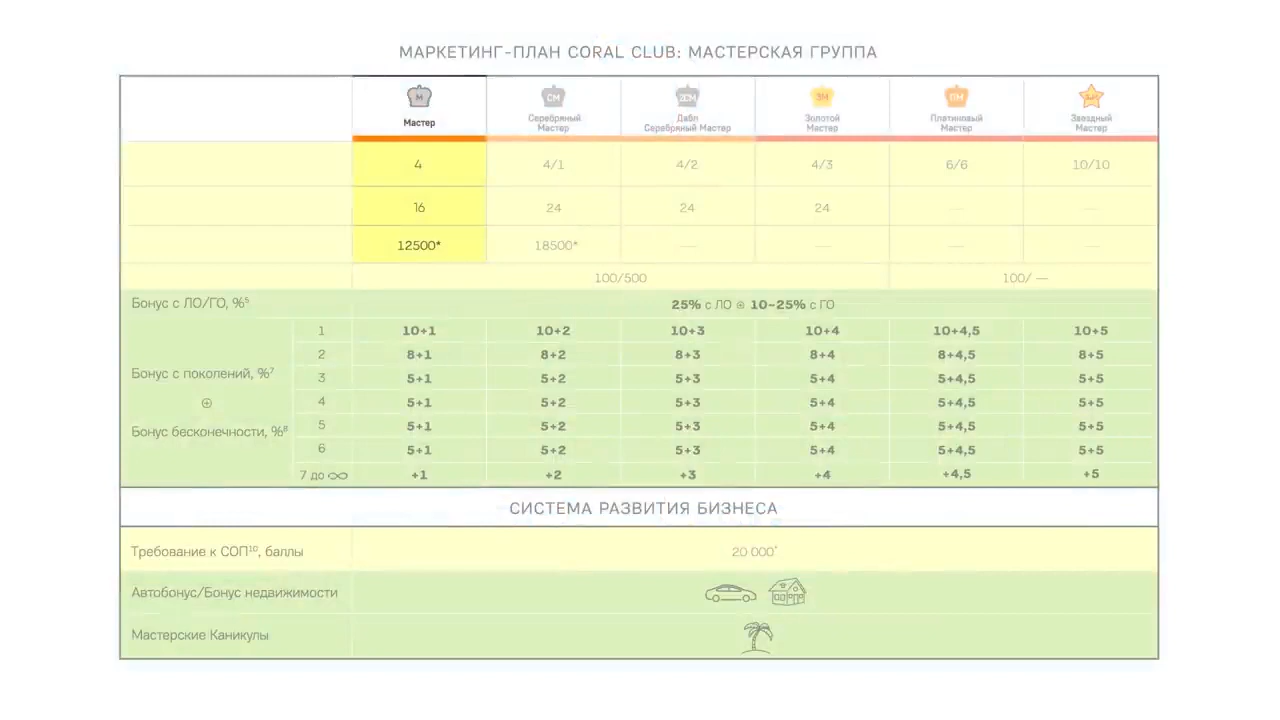 МАРКЕТИНГ-ПЛАН CORAL CLUB: МАСТЕРСКАЯ ГРУППА
М СМ 2СМ ЗМ ПМ
Мастер Серебряный Мастер Дабл Серебряный Мастер Золотой Мастер Платиновый Мастер Звездный Мастер
4 4/1 4/2 4/3 6/6 10/10
16 24 24 24 — —
12500* 18500* — — — —
100/500 100/ —
Бонус с ЛО/ГО, %⁵ 25% с ЛО ⊕ 10–25% с ГО
1 10+1 10+2 10+3 10+4 10+4,5 10+5
2 8+1 8+2 8+3 8+4 8+4,5 8+5
Бонус с поколений, %⁷ 3 5+1 5+2 5+3 5+4 5+4,5 5+5
⊕ 4 5+1 5+2 5+3 5+4 5+4,5 5+5
Бонус бесконечности, %⁸ 5 5+1 5+2 5+3 5+4 5+4,5 5+5
6 5+1 5+2 5+3 5+4 5+4,5 5+5
7 до ∞ +1 +2 +3 +4 +4,5 +5
СИСТЕМА РАЗВИТИЯ БИЗНЕСА
Требование к СОП¹⁰, баллы 20 000*
Автобонус/Бонус недвижимости
Мастерские Каникулы